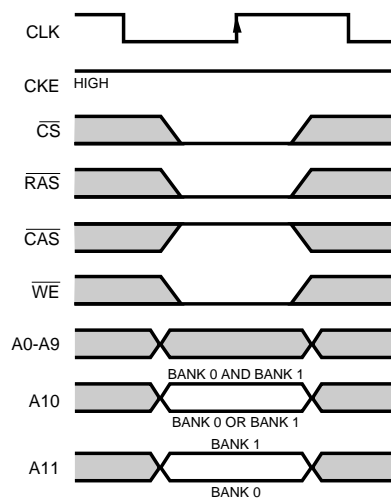 CLK
CKE HIGH
CS
RAS
CAS
WE
A0-A9
BANK 0 AND BANK 1
A10
BANK 0 OR BANK 1
BANK 1
A11
BANK 0